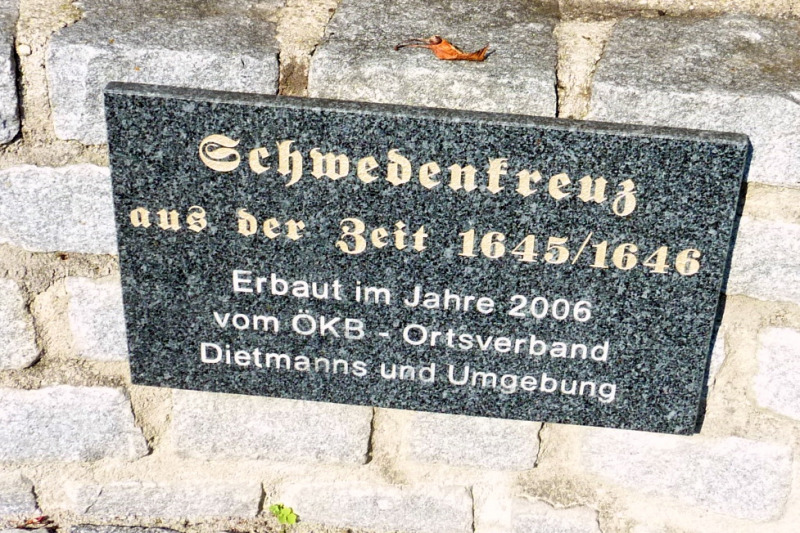 Schwedenkreuz
aus der Zeit 1645/1646
Erbaut im Jahre 2006
vom ÖKB - Ortsverband
Dietmanns und Umgebung